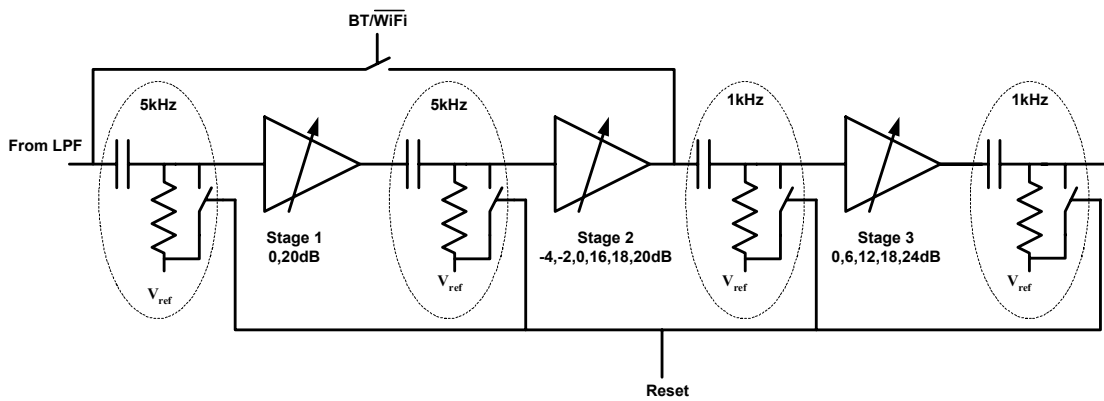 BT/WiFi
5kHz
5kHz
1kHz
1kHz
From LPF
Stage 1
0,20dB
Stage 2
-4,-2,0,16,18,20dB
Stage 3
0,6,12,18,24dB
Vref
Vref
Vref
Vref
Reset